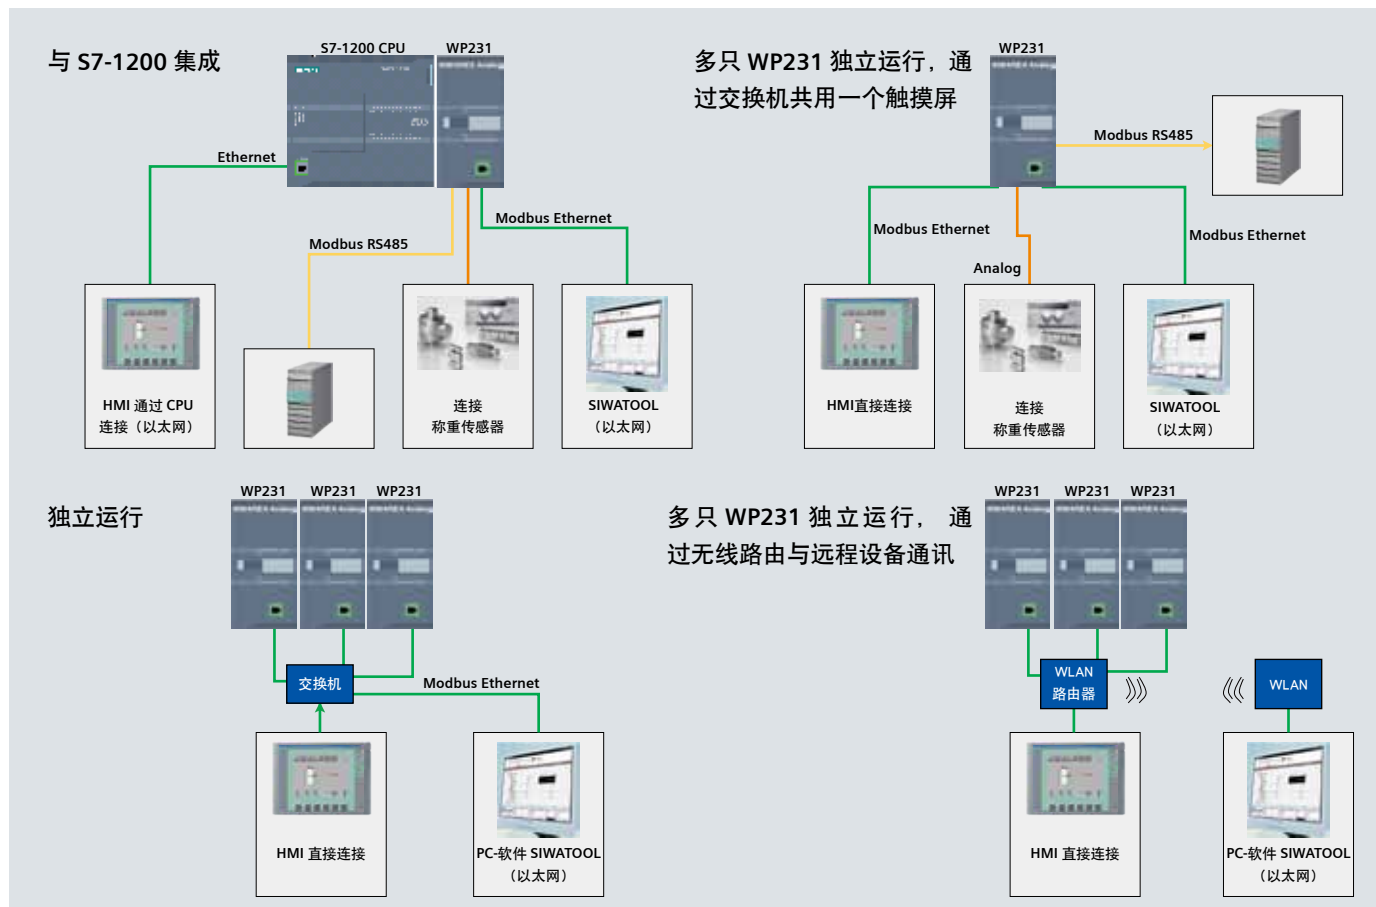 与 S7-1200 集成
S7-1200 CPU
WP231
Ethernet
Modbus RS485
Modbus Ethernet
HMI 通过 CPU
连接（以太网）
连接
称重传感器
SIWATOOL
（以太网）
多只 WP231 独立运行，通
过交换机共用一个触摸屏
WP231
Modbus RS485
Modbus Ethernet
Modbus Ethernet
Analog
HMI直接连接
连接
称重传感器
SIWATOOL
（以太网）
独立运行
WP231
WP231
WP231
交换机
Modbus Ethernet
HMI 直接连接
PC-软件 SIWATOOL
（以太网）
多只 WP231 独立运行， 通
过无线路由与远程设备通讯
WP231
WP231
WP231
WLAN
路由器
WLAN
HMI 直接连接
PC-软件 SIWATOOL
（以太网）